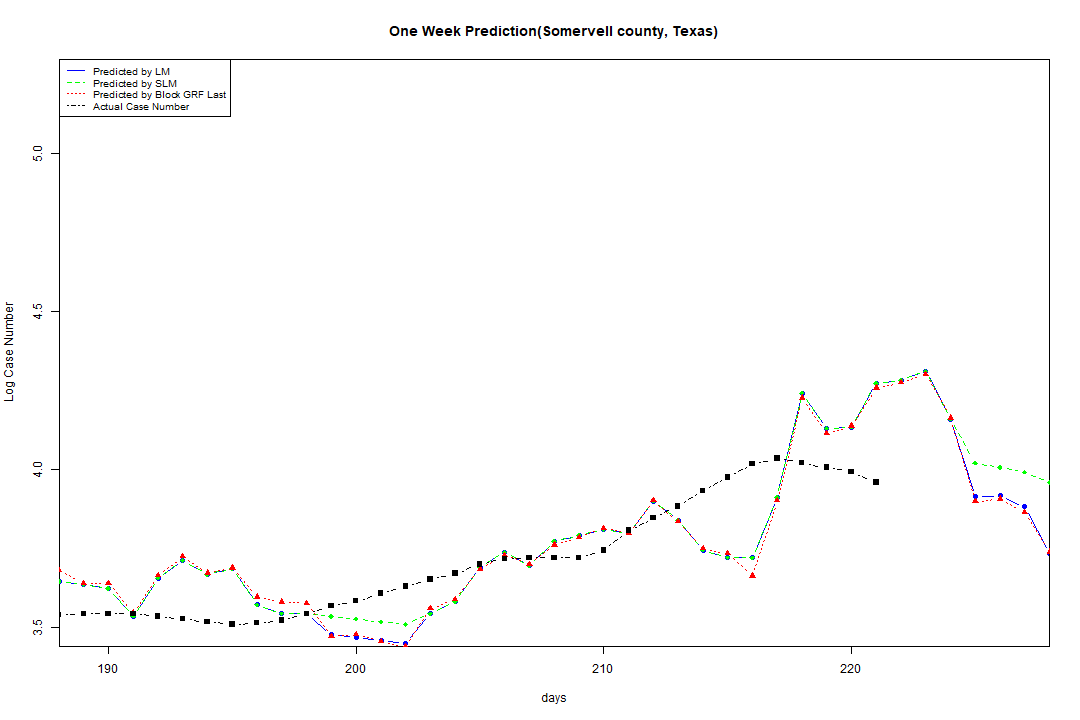 One Week Prediction(Somervell county, Texas)
Predicted by LM
Predicted by SLM
Predicted by Block GRF Last
Actual Case Number
5.0
4.5
4.0
3.5
Log Case Number
190
200
210
220
days